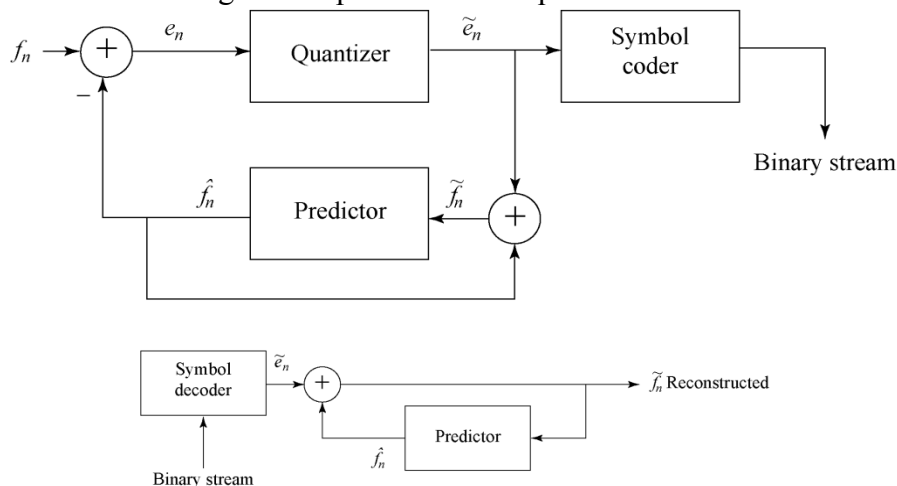 f_n
+
e_n
Quantizer
ẽ_n
Symbol
coder
−
Binary stream
f̂_n
Predictor
f̃_n
+
Symbol
decoder
ẽ_n
+
f̃_n Reconstructed
Predictor
f̂_n
Binary stream